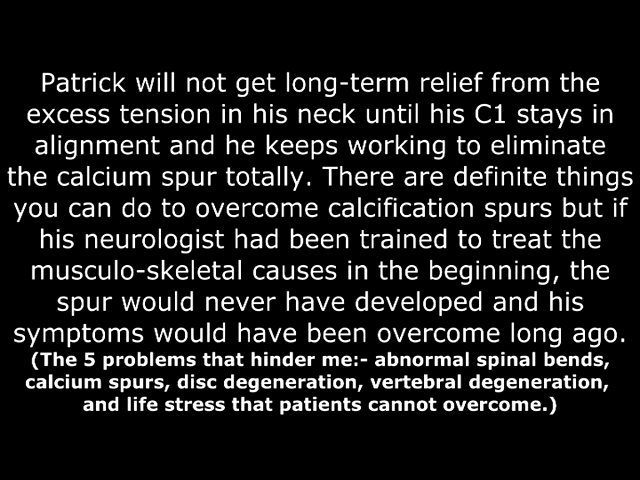 Patrick will not get long-term relief from the
excess tension in his neck until his C1 stays in
alignment and he keeps working to eliminate
the calcium spur totally. There are definite things
you can do to overcome calcification spurs but if
his neurologist had been trained to treat the
musculo-skeletal causes in the beginning, the
spur would never have developed and his
symptoms would have been overcome long ago.
(The 5 problems that hinder me:- abnormal spinal bends,
calcium spurs, disc degeneration, vertebral degeneration,
and life stress that patients cannot overcome.)